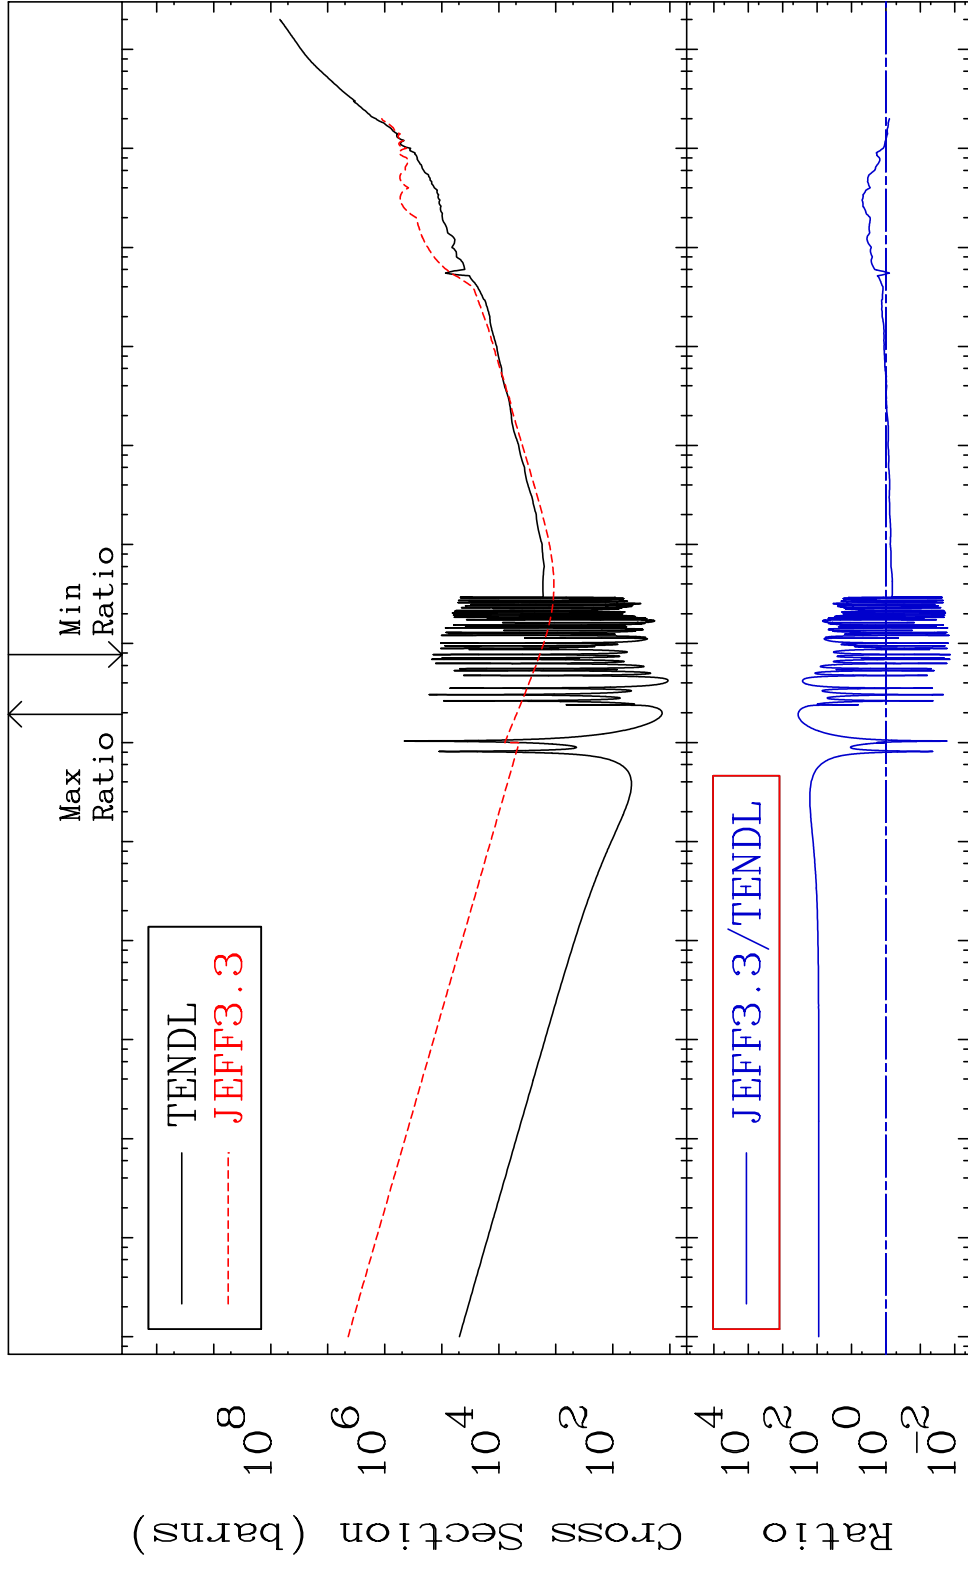 Max
Ratio
Min
Ratio
TENDL
JEFF3.3
Cross Section (barns)
10 8
10 6
10 4
10 2
JEFF3.3/TENDL
Ratio
10 4
10 2
10 0
10 -2